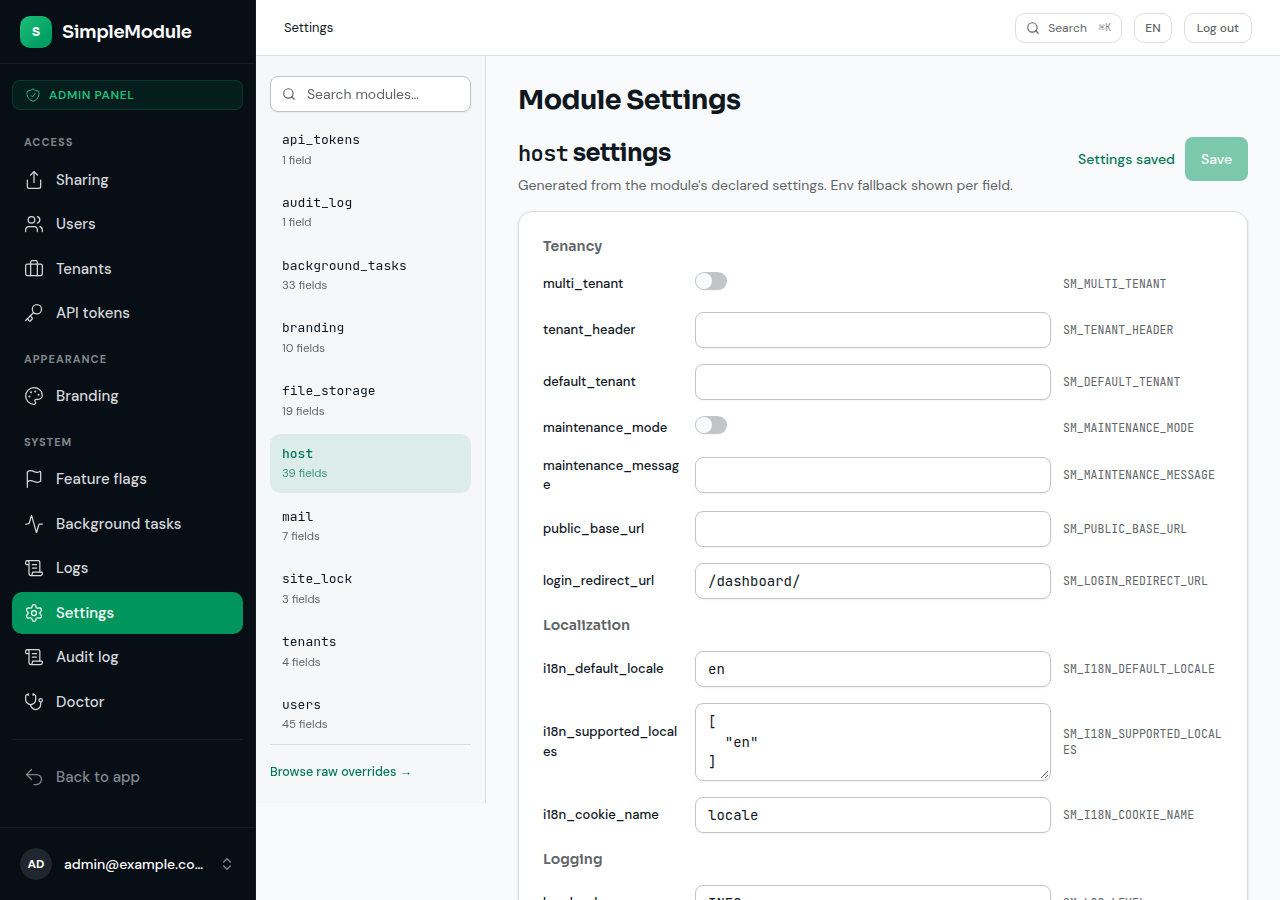 S
SimpleModule
ADMIN PANEL
ACCESS
Sharing
Users
Tenants
API tokens
APPEARANCE
Branding
SYSTEM
Feature flags
Background tasks
Logs
Settings
Audit log
Doctor
Back to app
AD
admin@example.co...
Settings
Search ⌘K
EN
Log out
Search modules...
api_tokens
1 field
audit_log
1 field
background_tasks
33 fields
branding
10 fields
file_storage
19 fields
host
39 fields
mail
7 fields
site_lock
3 fields
tenants
4 fields
users
45 fields
Browse raw overrides →
Module Settings
host settings
Generated from the module's declared settings. Env fallback shown per field.
Settings saved
Save
Tenancy
multi_tenant
SM_MULTI_TENANT
tenant_header
SM_TENANT_HEADER
default_tenant
SM_DEFAULT_TENANT
maintenance_mode
SM_MAINTENANCE_MODE
maintenance_messag
e
SM_MAINTENANCE_MESSAGE
public_base_url
SM_PUBLIC_BASE_URL
login_redirect_url
/dashboard/
SM_LOGIN_REDIRECT_URL
Localization
i18n_default_locale
en
SM_I18N_DEFAULT_LOCALE
i18n_supported_local
es
[
"en"
]
SM_I18N_SUPPORTED_LOCAL
ES
i18n_cookie_name
locale
SM_I18N_COOKIE_NAME
Logging